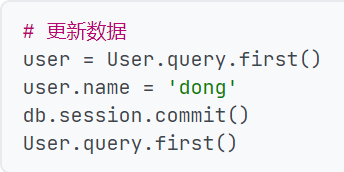 # 更新数据
user = User.query.first()
user.name = 'dong'
db.session.commit()
User.query.first()